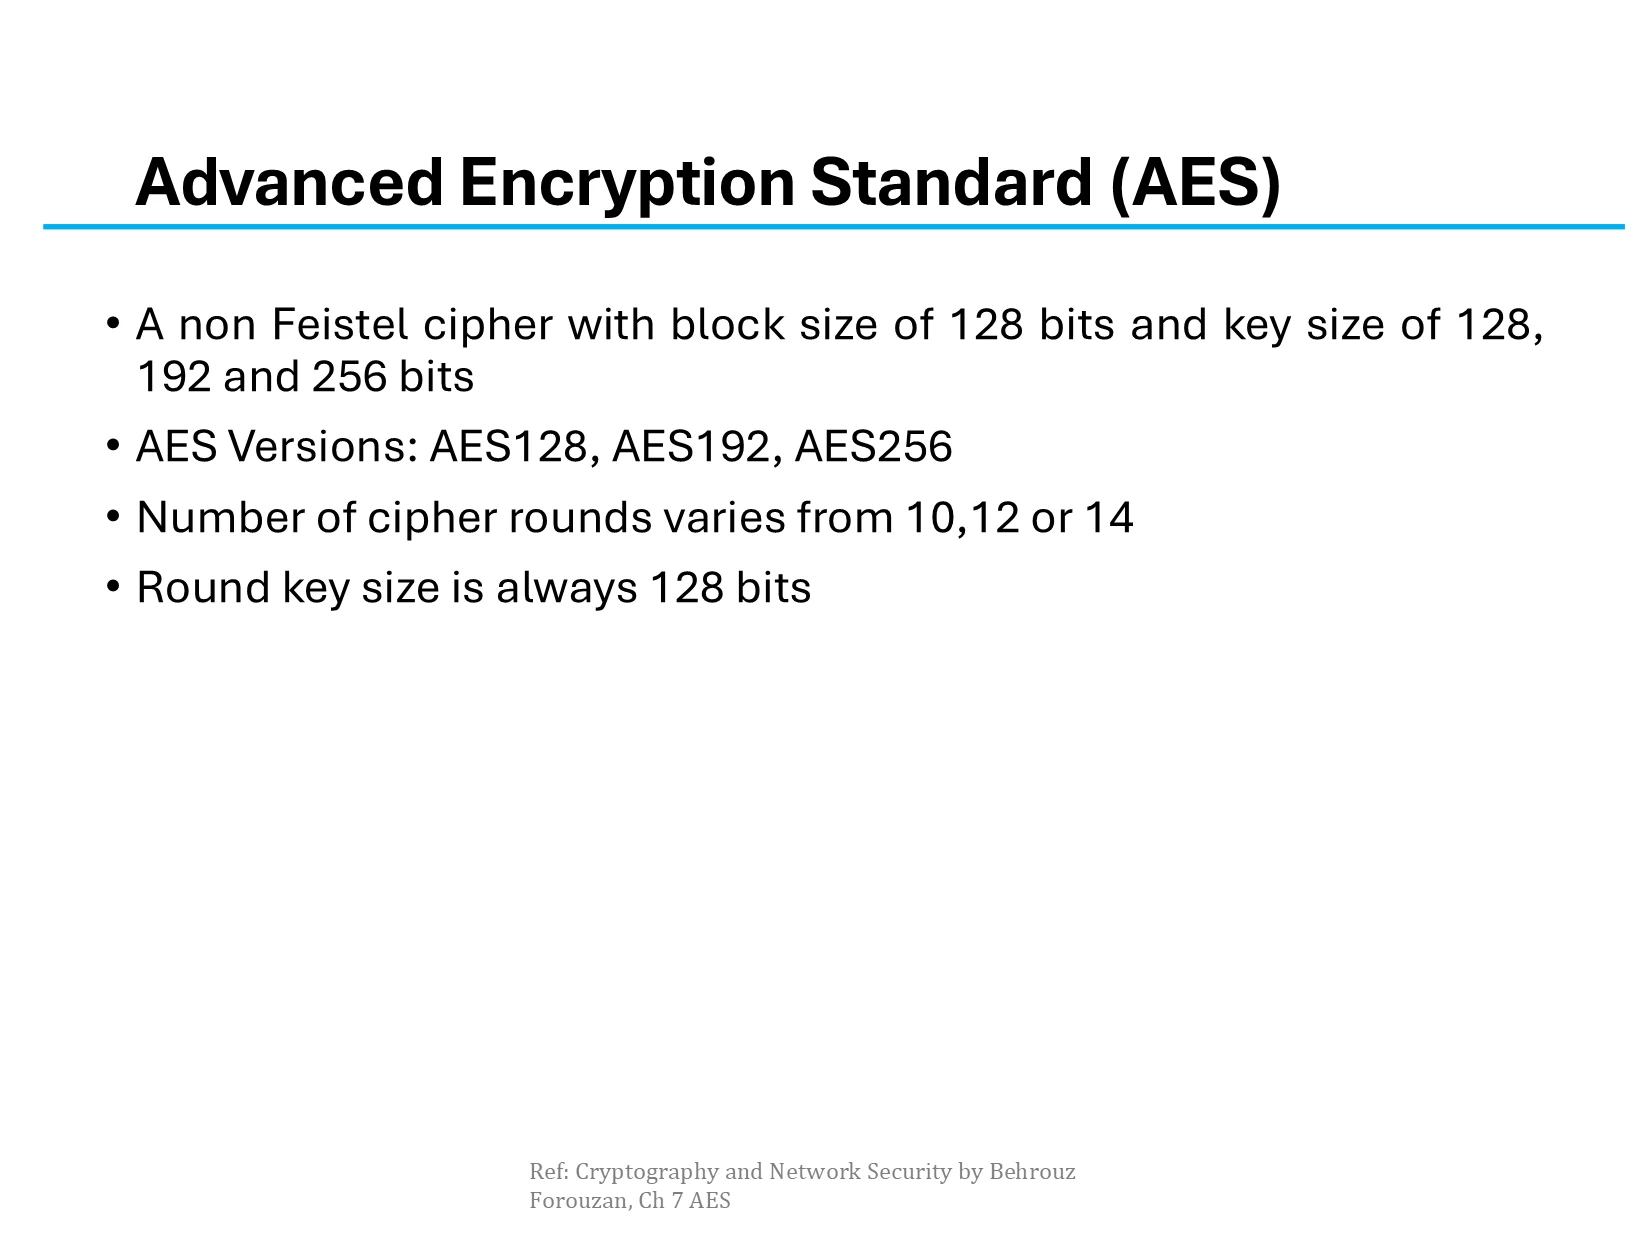 Advanced Encryption Standard (AES)
• A non Feistel cipher with block size of 128 bits and key size of 128,
192 and 256 bits
• AES Versions: AES128, AES192, AES256
• Number of cipher rounds varies from 10,12 or 14
• Round key size is always 128 bits
Ref: Cryptography and Network Security by Behrouz
Forouzan, Ch 7 AES